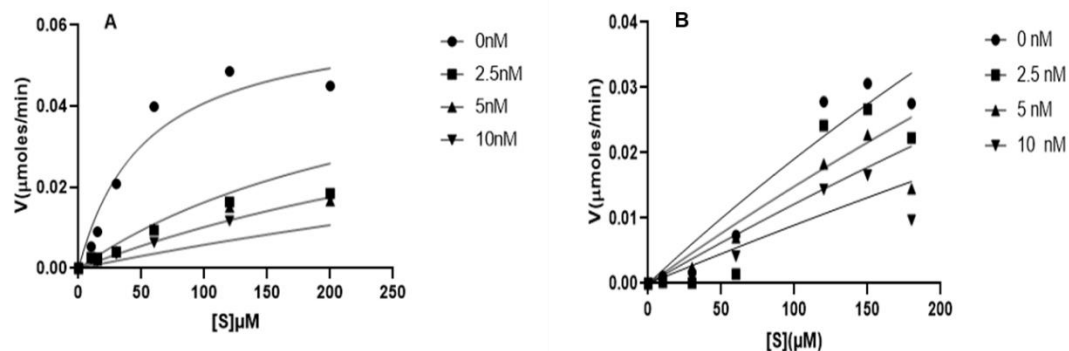 A
0.06
0.04
0.02
0.00
0
50
100
150
200
250
V(μmoles/min)
[S]μM
0nM
2.5nM
5nM
10nM
B
0.04
0.03
0.02
0.01
0.00
0
50
100
150
200
V(μmoles/min)
[S](μM)
0 nM
2.5 nM
5 nM
10 nM